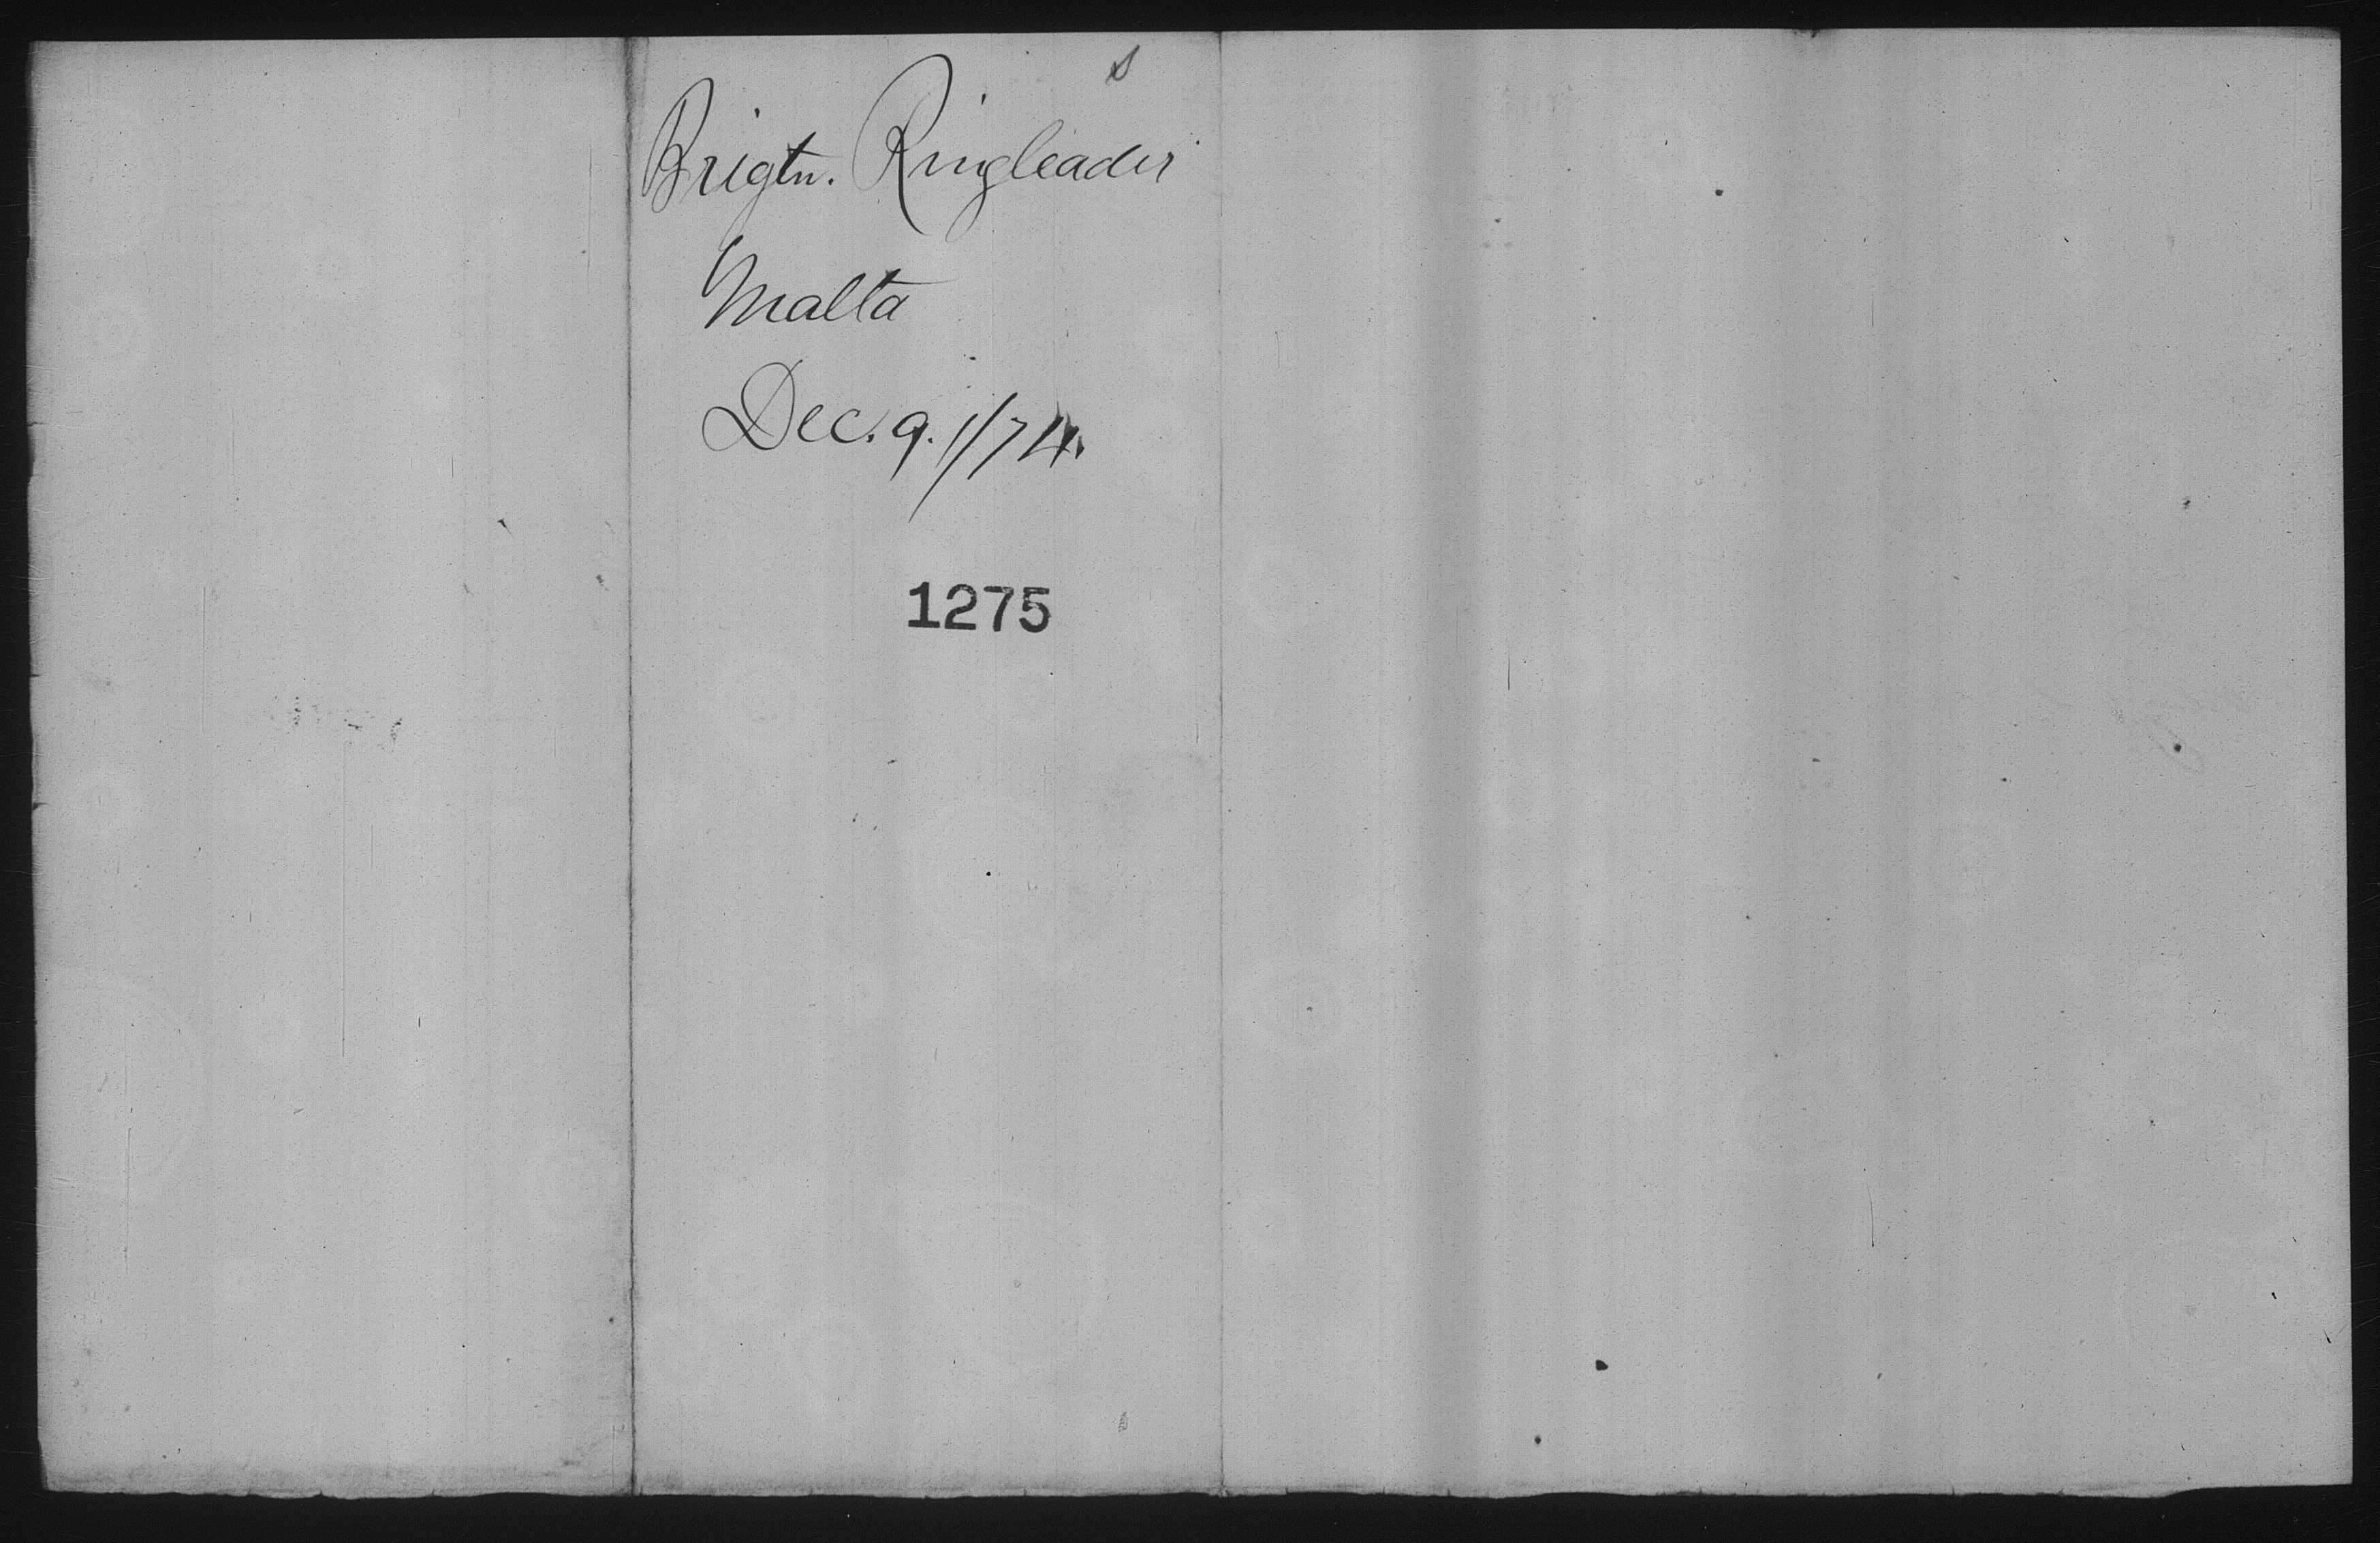 s
Brigtn. Ringleader
Malta
Dec. 9. 1/74.
1275